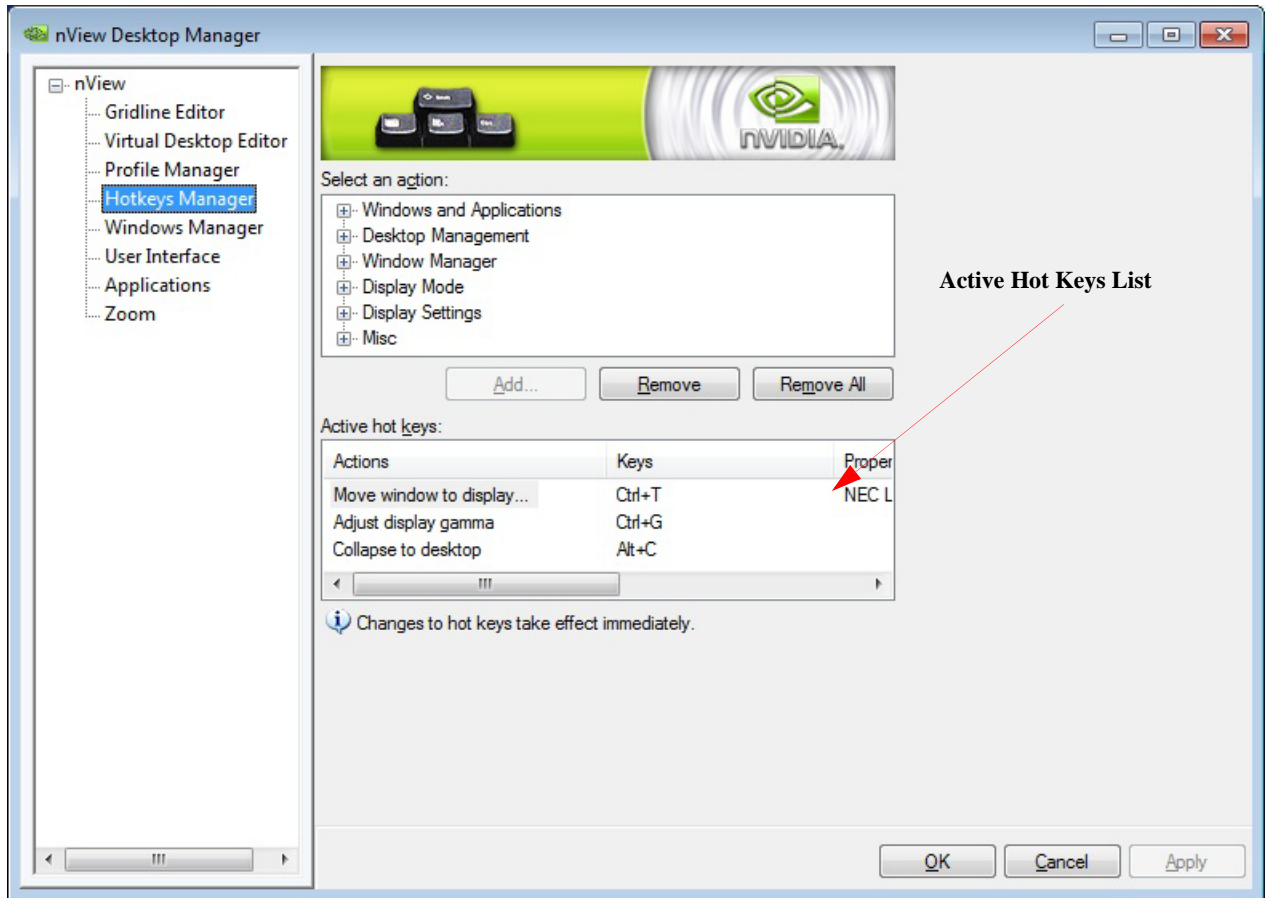 nView Desktop Manager
nView
Gridline Editor
Virtual Desktop Editor
Profile Manager
Hotkeys Manager
Windows Manager
User Interface
Applications
Zoom
NVIDIA.
Select an action:
Windows and Applications
Desktop Management
Window Manager
Display Mode
Display Settings
Misc
Add... Remove Remove All
Active hot keys:
Actions Keys Proper
Move window to display... Ctrl+T NEC L
Adjust display gamma Ctrl+G
Collapse to desktop Alt+C
Changes to hot keys take effect immediately.
Active Hot Keys List
OK Cancel Apply